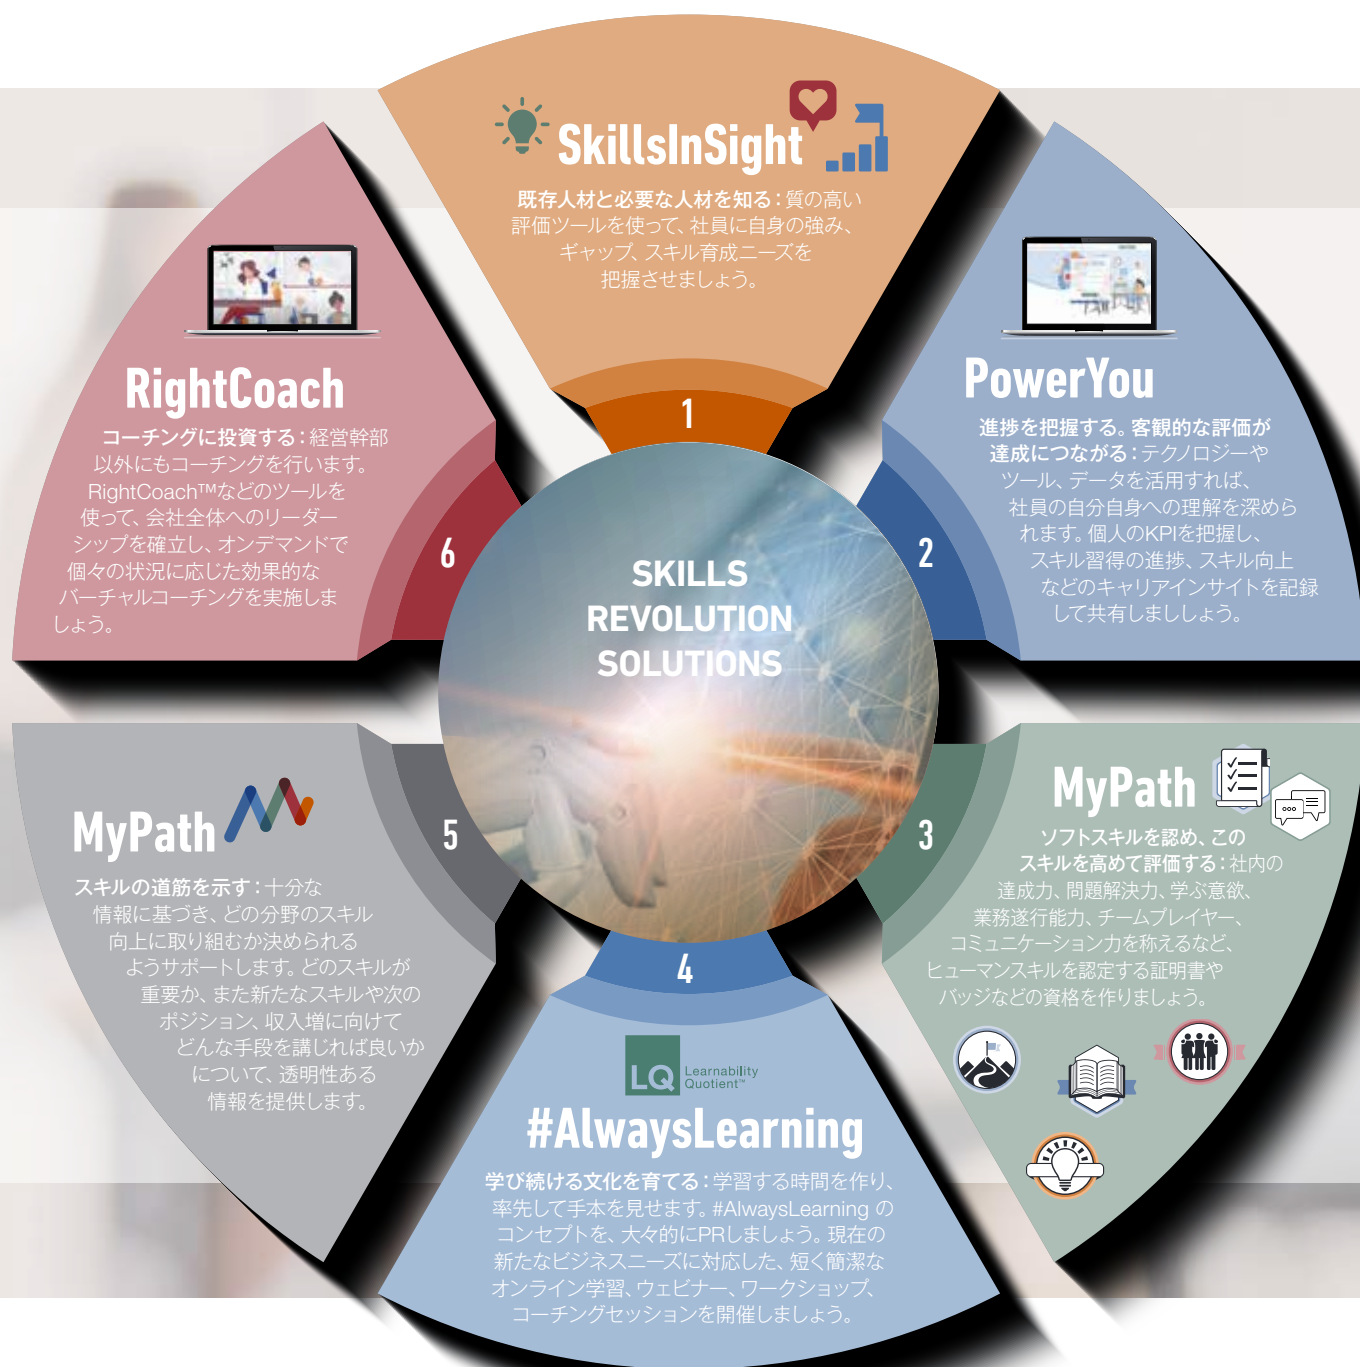 SKILLS
REVOLUTION
SOLUTIONS
1
SkillsInSight
既存人材と必要な人材を知る：質の高い
評価ツールを使って、社員に自身の強み、
ギャップ、スキル育成ニーズを
把握させましょう。
2
PowerYou
進捗を把握する。客観的な評価が
達成につながる：テクノロジーや
ツール、データを活用すれば、
社員の自分自身への理解を深めら
れます。個人のKPIを把握し、
スキル習得の進捗、スキル向上
などのキャリアインサイトを記録
して共有しまししょう。
3
MyPath
ソフトスキルを認め、この
スキルを高めて評価する：社内の
達成力、問題解決力、学ぶ意欲、
業務遂行能力、チームプレイヤー、
コミュニケーション力を称えるなど、
ヒューマンスキルを認定する証明書や
バッジなどの資格を作りましょう。
4
LQ Learnability
Quotient™
#AlwaysLearning
学び続ける文化を育てる：学習する時間を作り、
率先して手本を見せます。#AlwaysLearning の
コンセプトを、大々的にPRしましょう。現在の
新たなビジネスニーズに対応した、短く簡潔な
オンライン学習、ウェビナー、ワークショップ、
コーチングセッションを開催しましょう。
5
MyPath
スキルの道筋を示す：十分な
情報に基づき、どの分野のスキル
向上に取り組むか決められる
ようサポートします。どのスキルが
重要か、また新たなスキルや次の
ポジション、収入増に向けて
どんな手段を講じれば良いか
について、透明性ある
情報を提供します。
6
RightCoach
コーチングに投資する：経営幹部
以外にもコーチングを行います。
RightCoach™などのツールを
使って、会社全体へのリーダー
シップを確立し、オンデマンドで
個々の状況に応じた効果的な
バーチャルコーチングを実施しま
しょう。